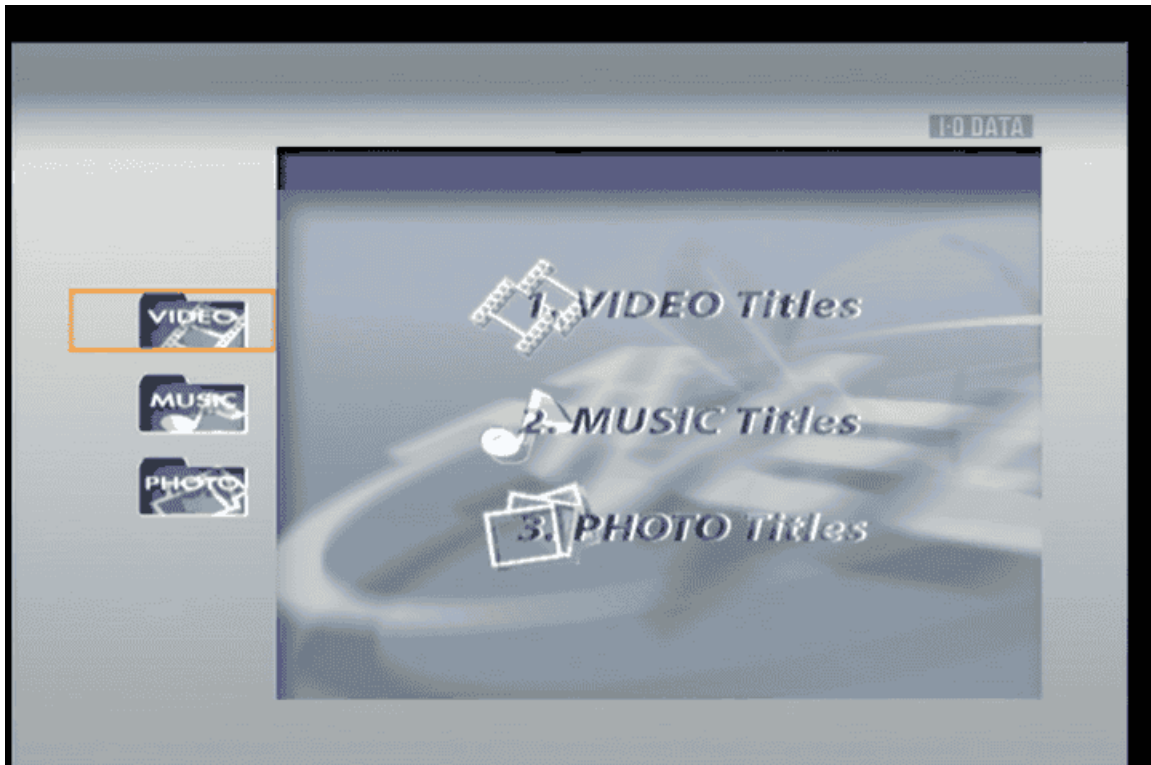 I-O DATA
VIDEO
MUSIC
PHOTO
1. VIDEO Titles
2. MUSIC Titles
3. PHOTO Titles